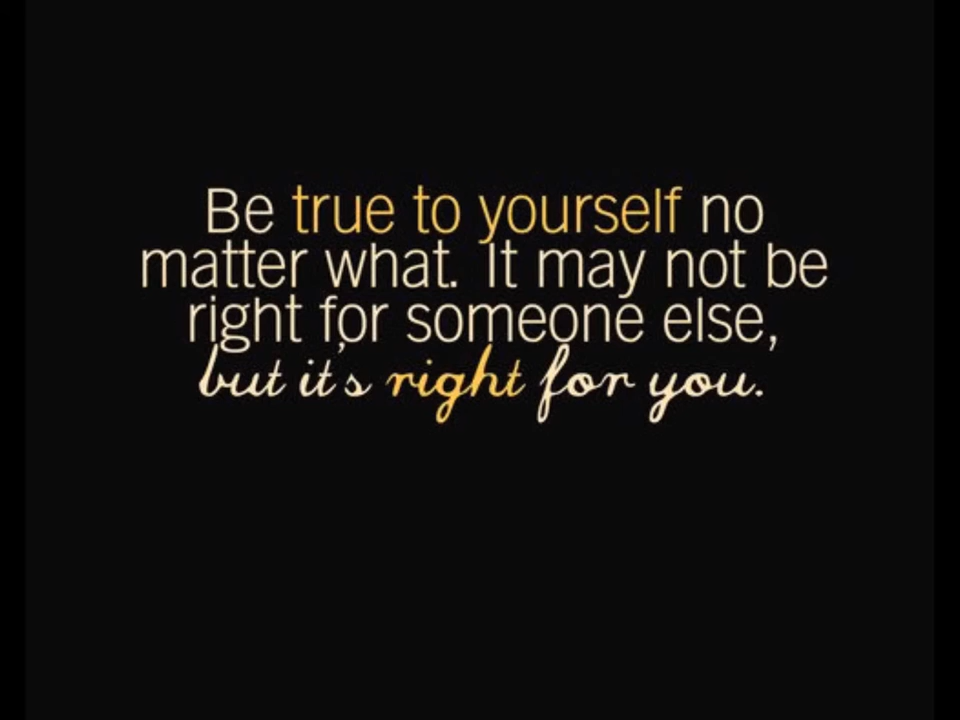 Be true to yourself no
matter what. It may not be
right for someone else,
but it's right for you.